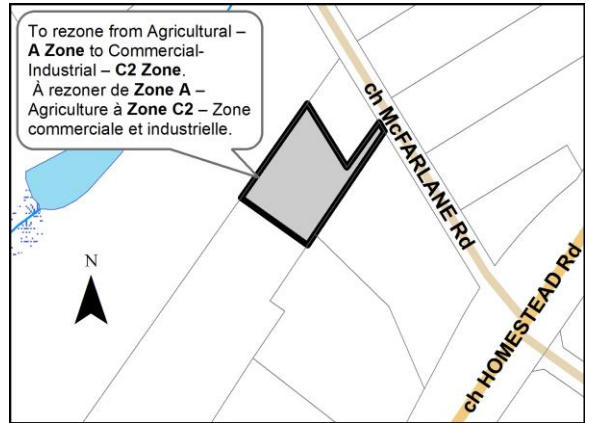 To rezone from Agricultural –
A Zone to Commercial-
Industrial – C2 Zone.
À rezoner de Zone A –
Agriculture à Zone C2 – Zone
commerciale et industrielle.
ch McFARLANE Rd
N
ch HOMESTEAD Rd